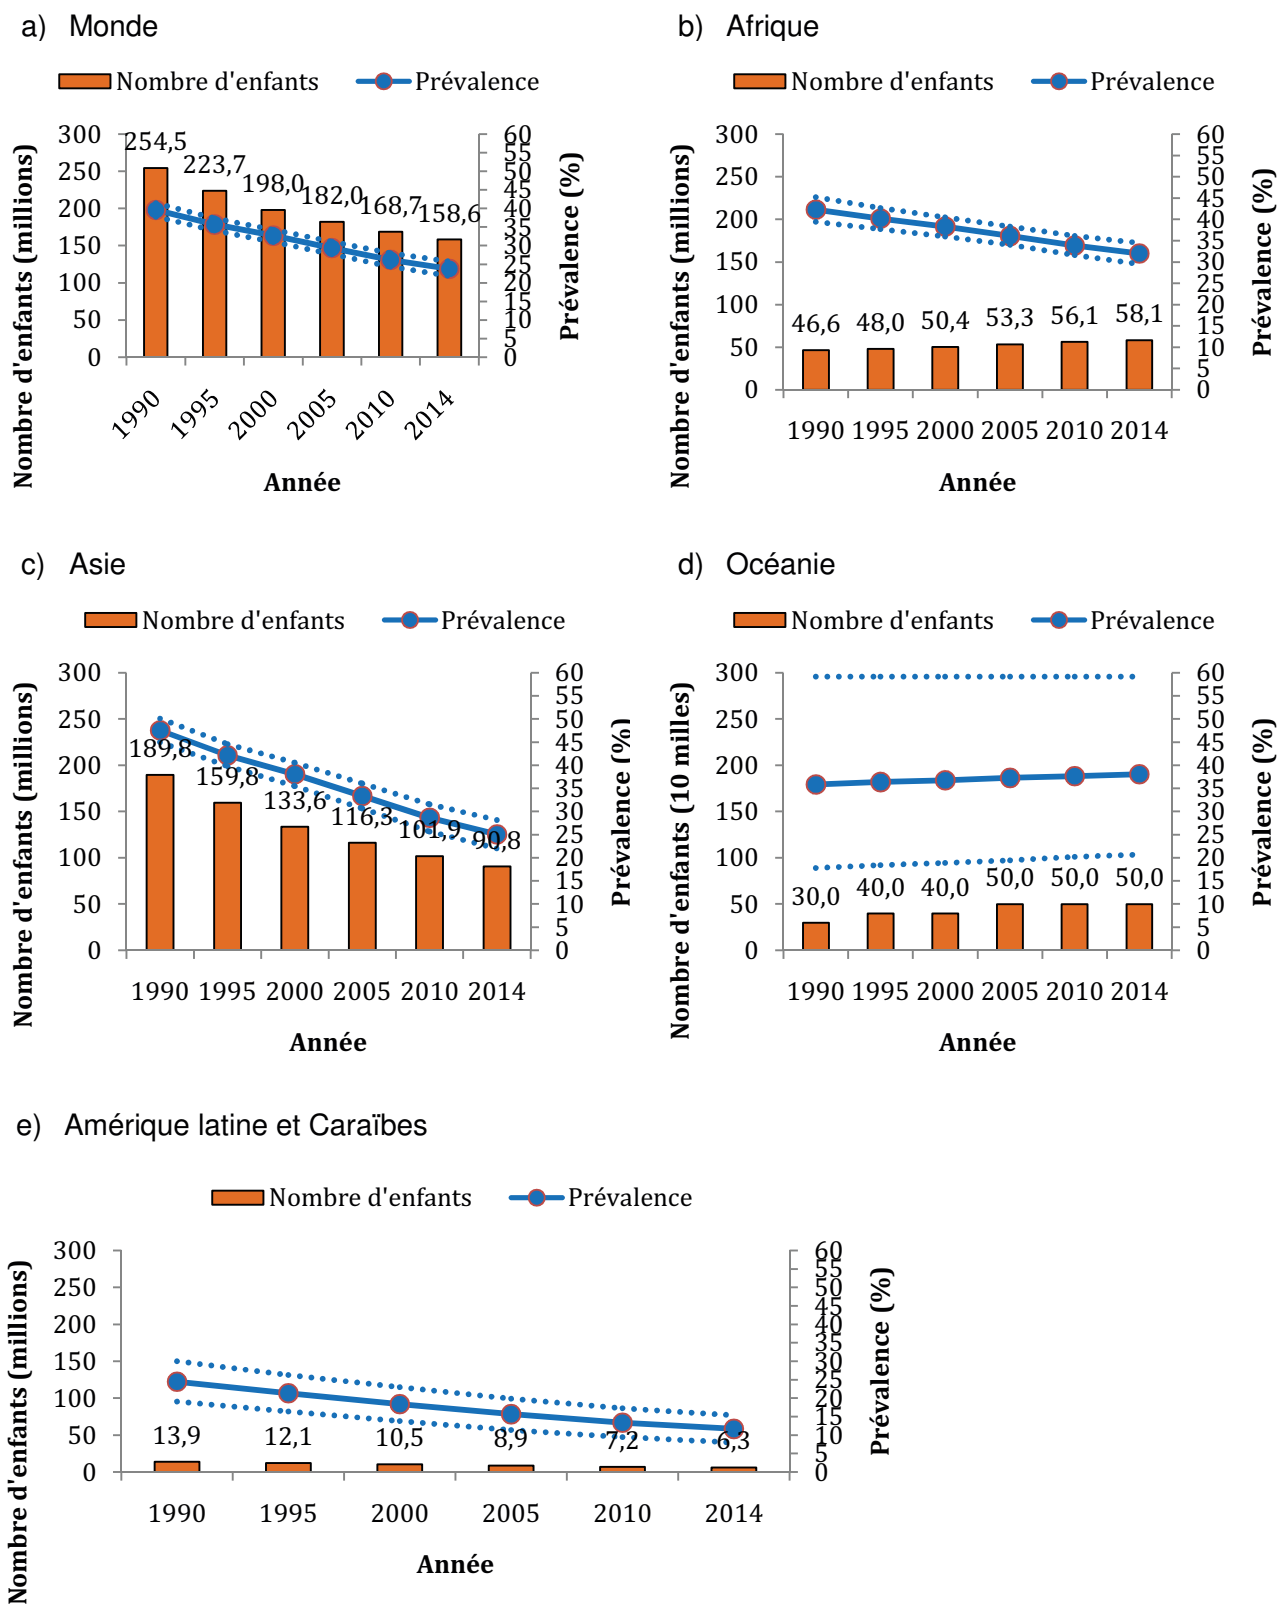 a) Monde
Nombre d'enfants Prévalence
Nombre d'enfants (millions)
300
250
200
150
100
50
0
254,5 223,7 198,0 182,0 168,7 158,6
60
55
50
45
40
35
30
25
20
15
10
5
0
Prévalence (%)
1990 1995 2000 2005 2010 2014
Année
b) Afrique
Nombre d'enfants Prévalence
Nombre d'enfants (millions)
300
250
200
150
100
50
0
46,6 48,0 50,4 53,3 56,1 58,1
60
55
50
45
40
35
30
25
20
15
10
5
0
Prévalence (%)
1990 1995 2000 2005 2010 2014
Année
c) Asie
Nombre d'enfants Prévalence
Nombre d'enfants (millions)
300
250
200
150
100
50
0
189,8 159,8 133,6 116,3 101,9 90,8
60
55
50
45
40
35
30
25
20
15
10
5
0
Prévalence (%)
1990 1995 2000 2005 2010 2014
Année
d) Océanie
Nombre d'enfants Prévalence
Nombre d'enfants (10 milles)
300
250
200
150
100
50
0
30,0 40,0 40,0 50,0 50,0 50,0
60
55
50
45
40
35
30
25
20
15
10
5
0
Prévalence (%)
1990 1995 2000 2005 2010 2014
Année
e) Amérique latine et Caraïbes
Nombre d'enfants Prévalence
Nombre d'enfants (millions)
300
250
200
150
100
50
0
13,9 12,1 10,5 8,9 7,2 6,3
60
55
50
45
40
35
30
25
20
15
10
5
0
Prévalence (%)
1990 1995 2000 2005 2010 2014
Année